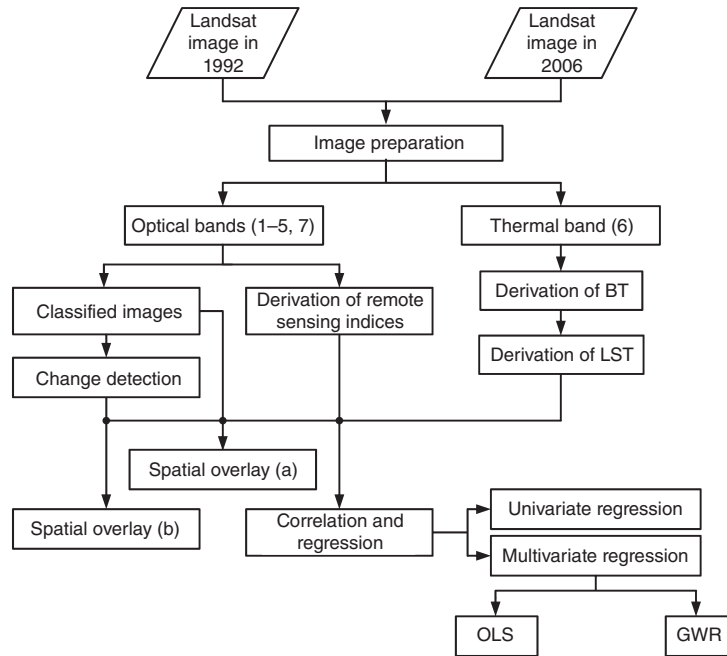 Landsat
image in
1992
Landsat
image in
2006
Image preparation
Optical bands (1–5, 7)
Thermal band (6)
Classified images
Derivation of remote
sensing indices
Derivation of BT
Change detection
Derivation of LST
Spatial overlay (a)
Spatial overlay (b)
Correlation and
regression
Univariate regression
Multivariate regression
OLS
GWR